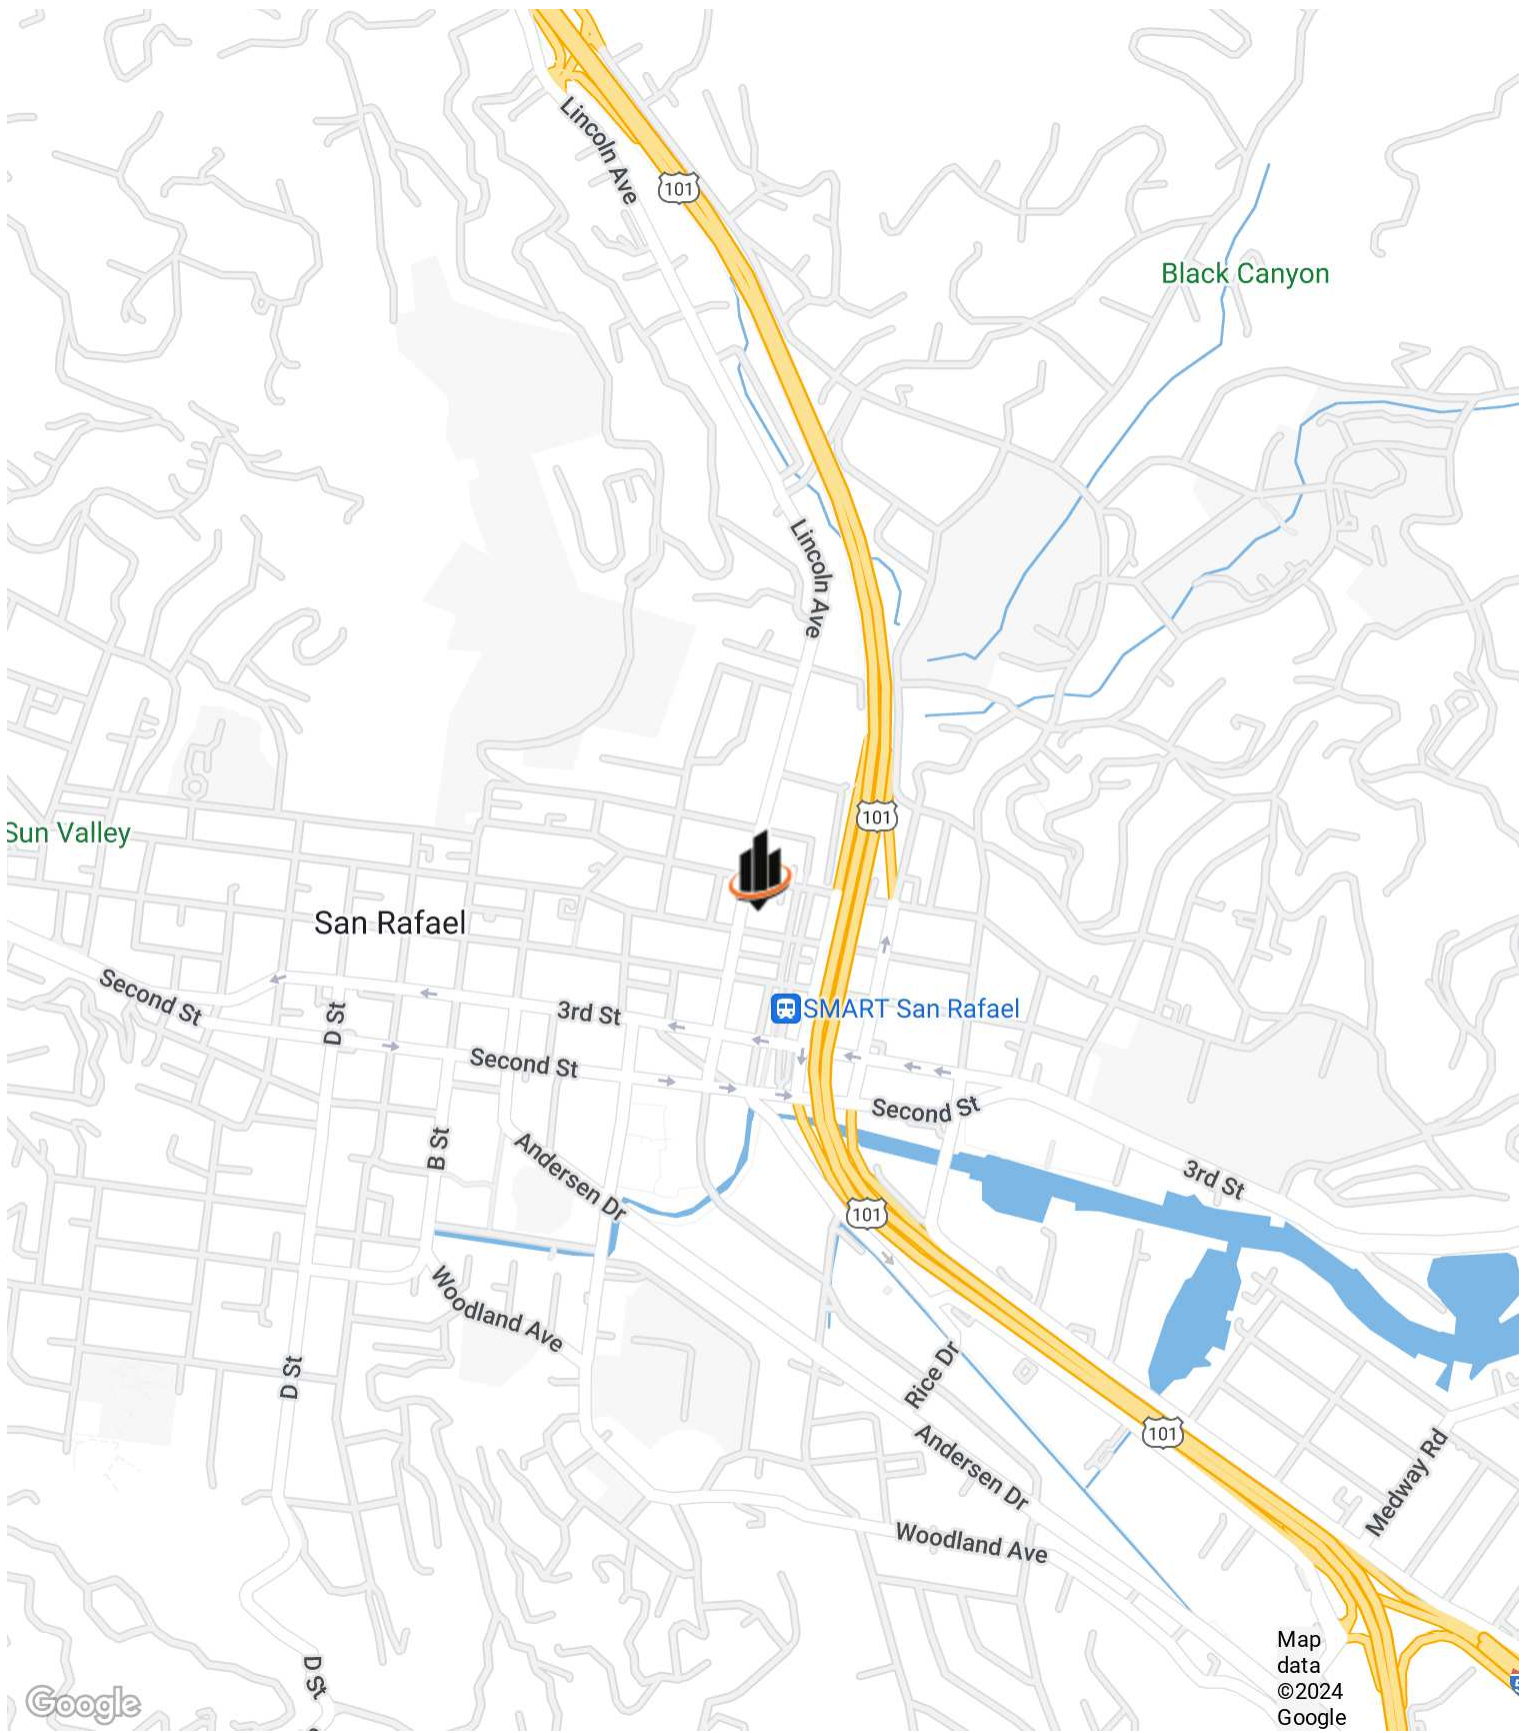 Lincoln Ave
101
Black Canyon
Lincoln Ave
101
Sun Valley
San Rafael
Second St
D St
3rd St
SMART San Rafael
Second St
Second St
B St
Andersen Dr
3rd St
101
Woodland Ave
D St
Rice Dr
101
Andersen Dr
Medway Rd
Woodland Ave
D St
Map
data
©2024
Google
Google